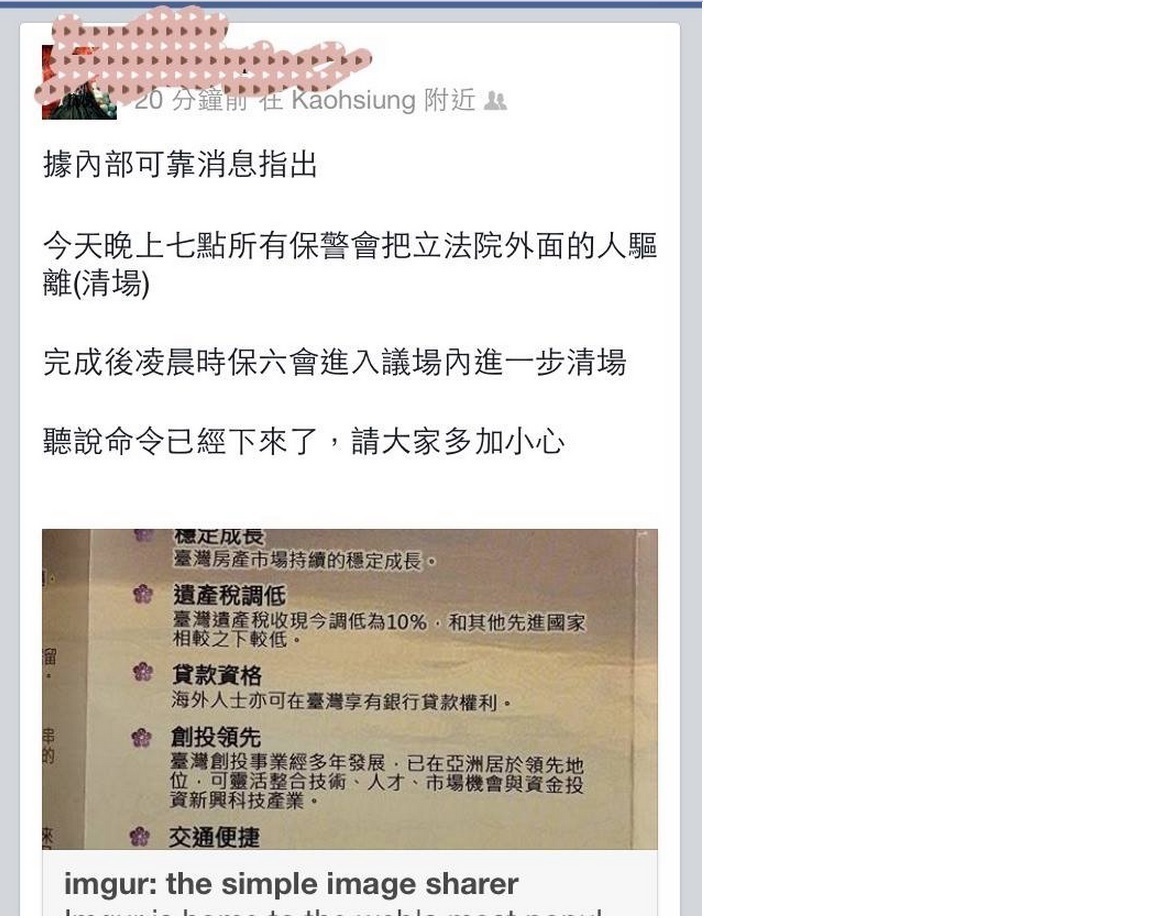 20 分鐘前 在 Kaohsiung 附近
據內部可靠消息指出
今天晚上七點所有保警會把立法院外面的人驅
離(清場)
完成後凌晨時保六會進入議場內進一步清場
聽說命令已經下來了，請大家多加小心
穩定成長
臺灣房產市場持續的穩定成長。
遺產稅調低
臺灣遺產稅收現今調低為10%，和其他先進國家
相較之下較低。
貸款資格
海外人士亦可在臺灣享有銀行貸款權利。
創投領先
臺灣創投事業經多年發展，已在亞洲居於領先地
位，可靈活整合技術、人才、市場機會與資金投
資新興科技產業。
交通便捷
溜
。
串
的
來
imgur: the simple image sharer
Imgur is home to the web's most popul